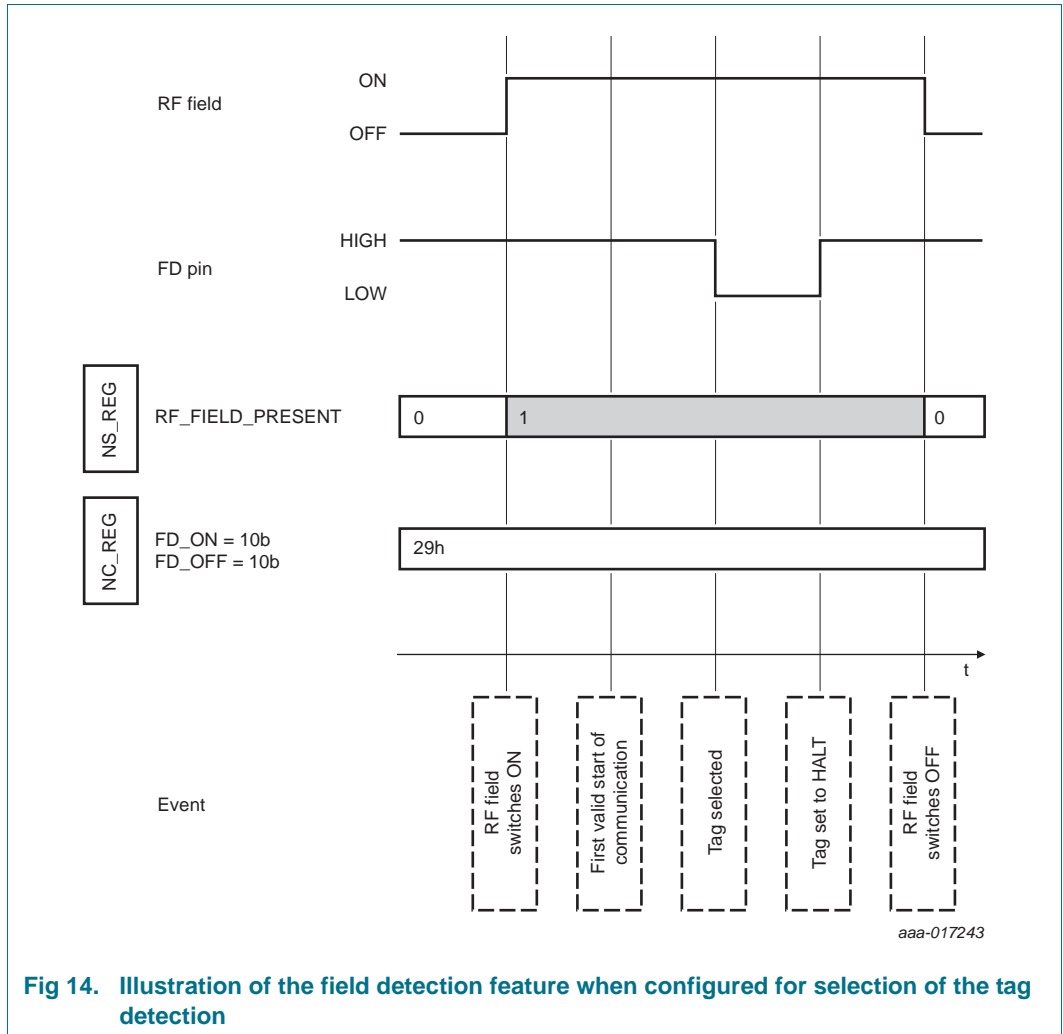 ON
RF field
OFF
HIGH
FD pin
LOW
NS_REG
RF_FIELD_PRESENT
0
1
0
NC_REG
FD_ON = 10b
FD_OFF = 10b
29h
t
Event
RF field
switches ON
First valid start of
communication
Tag selected
Tag set to HALT
RF field
switches OFF
aaa-017243
Fig 14. Illustration of the field detection feature when configured for selection of the tag
detection